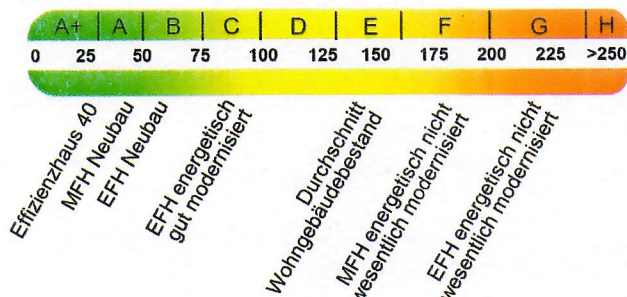 A+ A B C D E F G H
0 25 50 75 100 125 150 175 200 225 >250
Effizienzhaus 40
MFH Neubau
EFH Neubau
EFH energetisch
gut modernisiert
Durchschnitt
Wohngebäudebestand
MFH energetisch nicht
wesentlich modernisiert
EFH energetisch nicht
wesentlich modernisiert